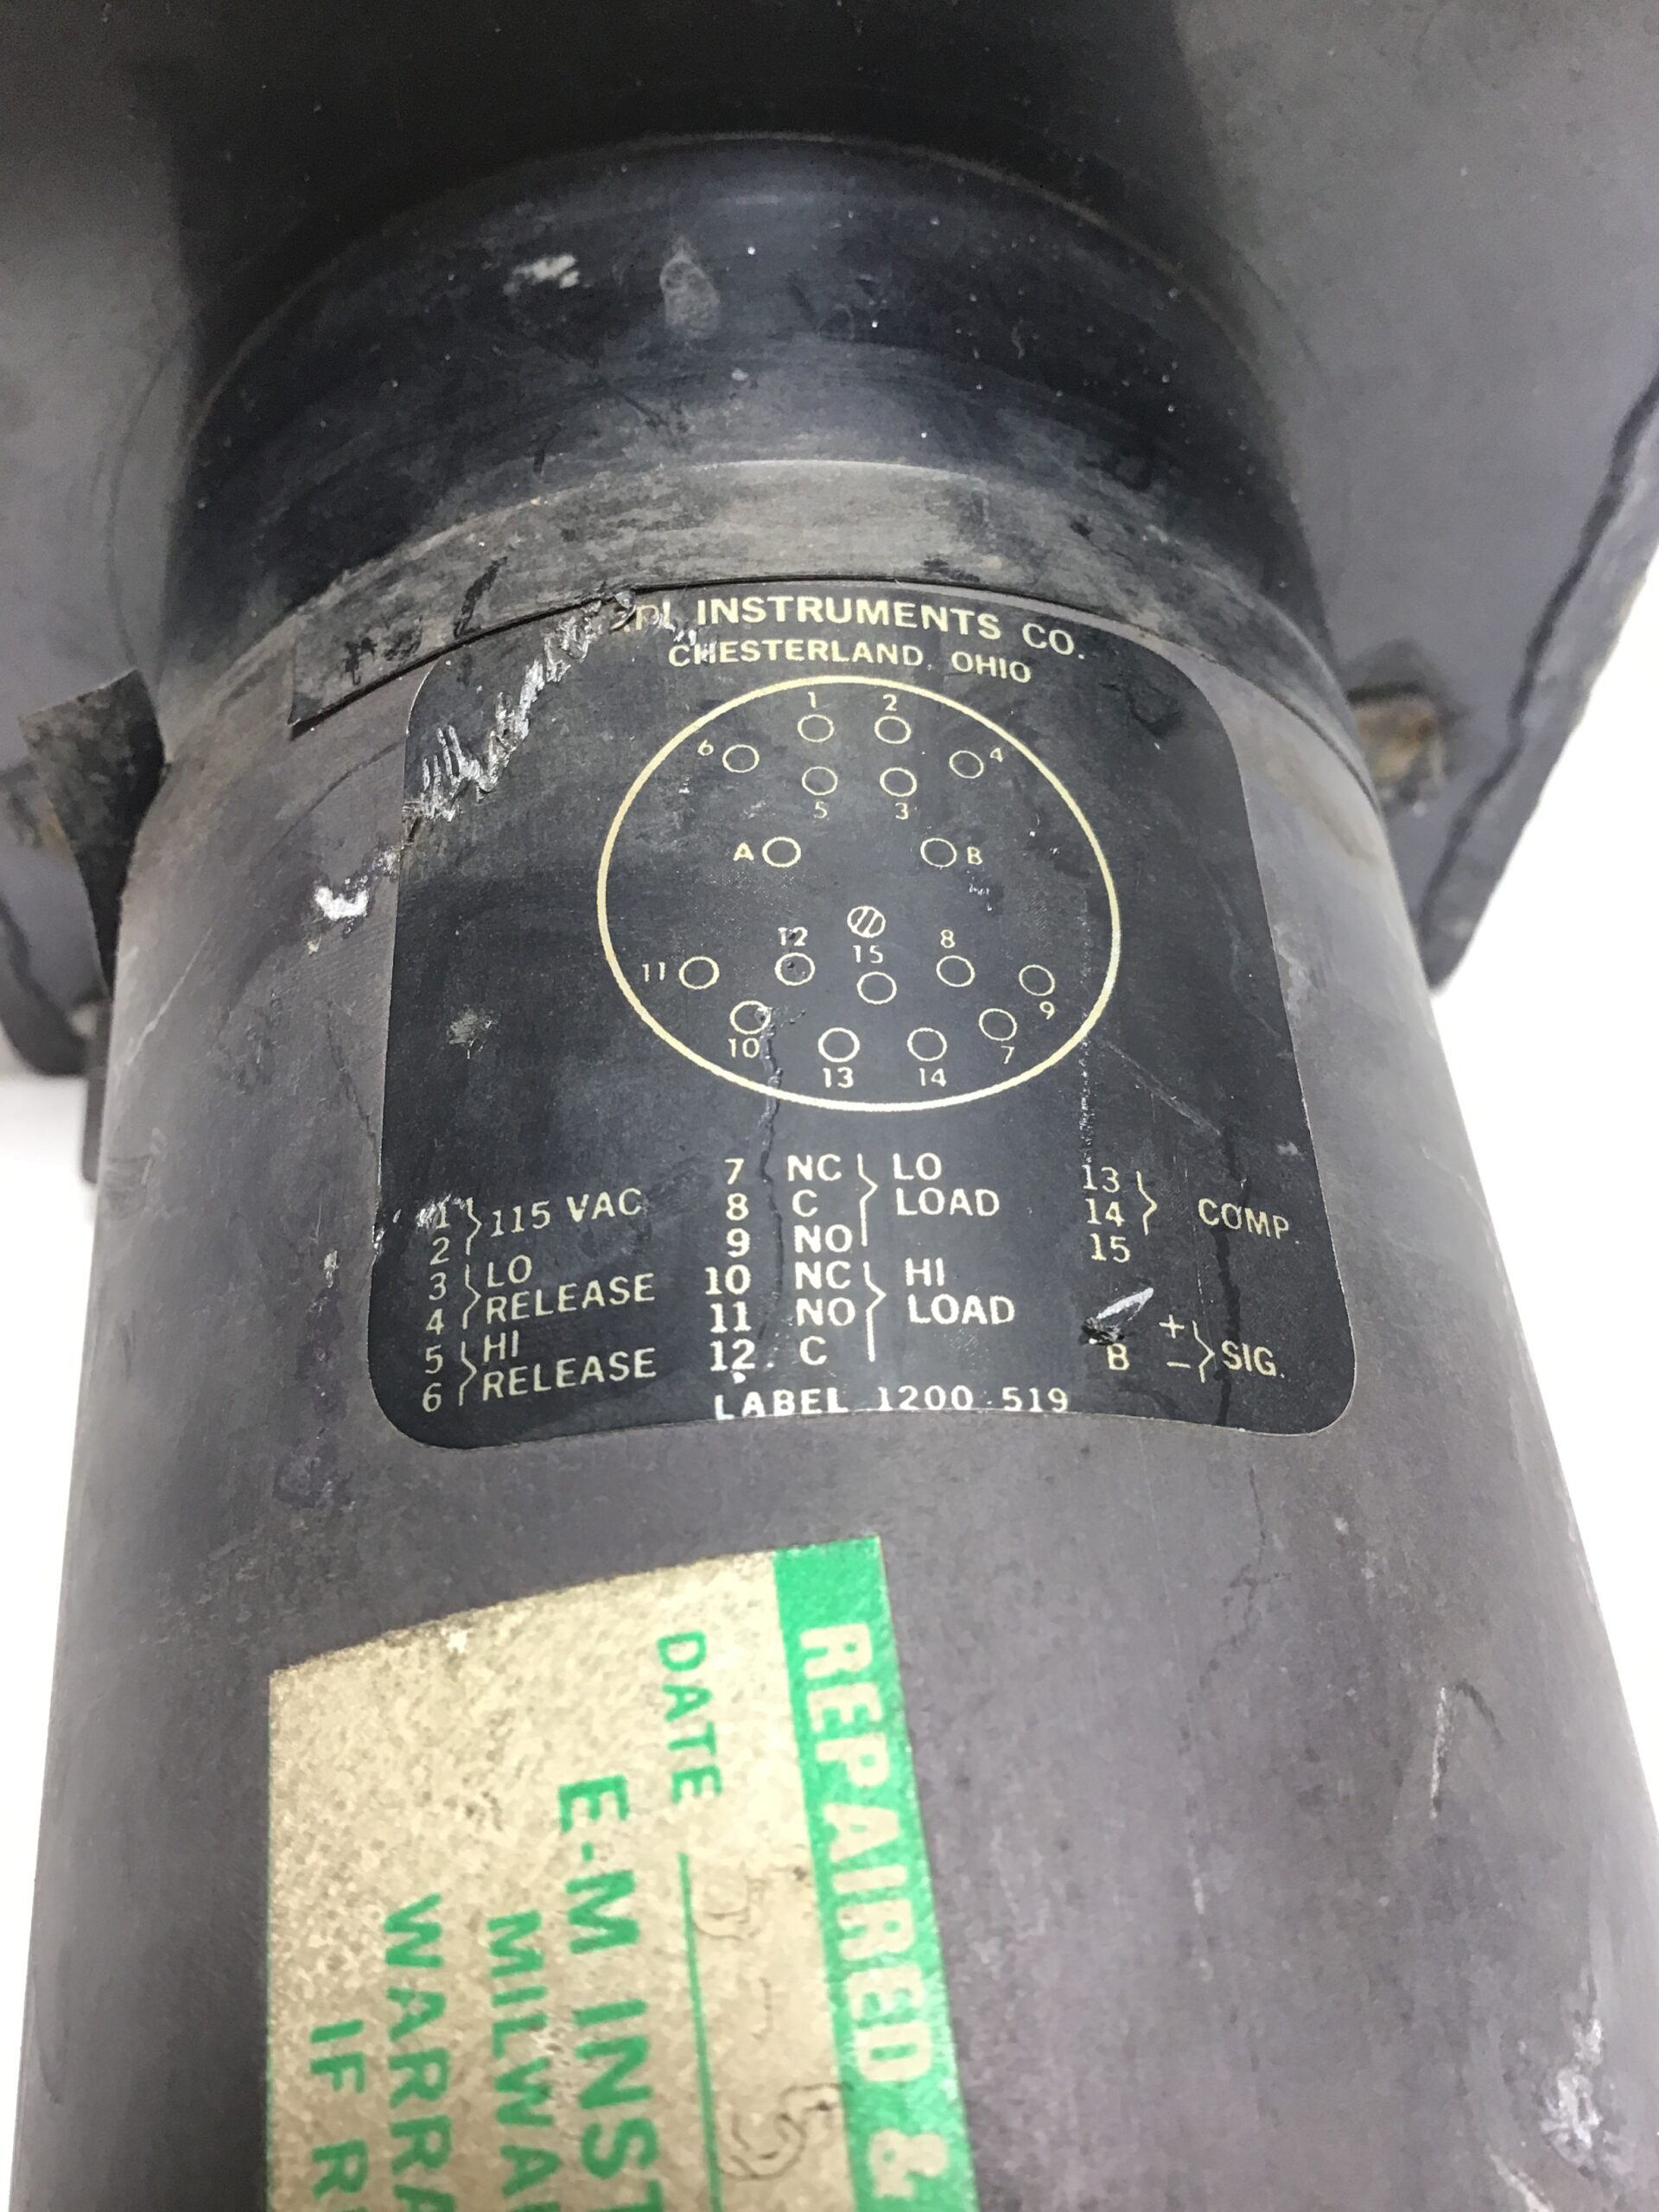 INSTRUMENTS CO.
CHESTERLAND, OHIO
1 2
6 4
5 3
A B
12 15 8
11 9
10 7
13 14
1 } 115 VAC
2
3 } LO
4 RELEASE
5 } HI
6 RELEASE
7 NC } LO
8 C LOAD
9 NO
10 NC } HI
11 NO LOAD
12 C
13 } COMP.
14
15
+ } SIG.
B −
LABEL 1200-519
REPAIRED &
DATE
E-M INST
MILWA
WARRA
IF R